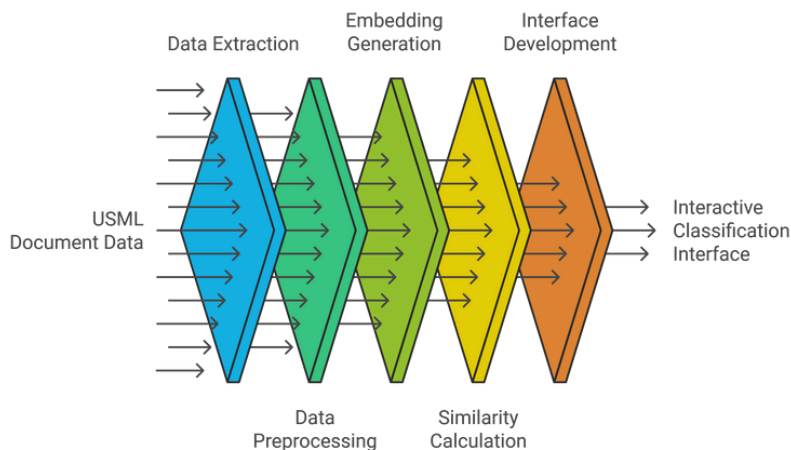 Data Extraction
Embedding
Generation
Interface
Development
USML
Document Data
Interactive
Classification
Interface
Data
Preprocessing
Similarity
Calculation